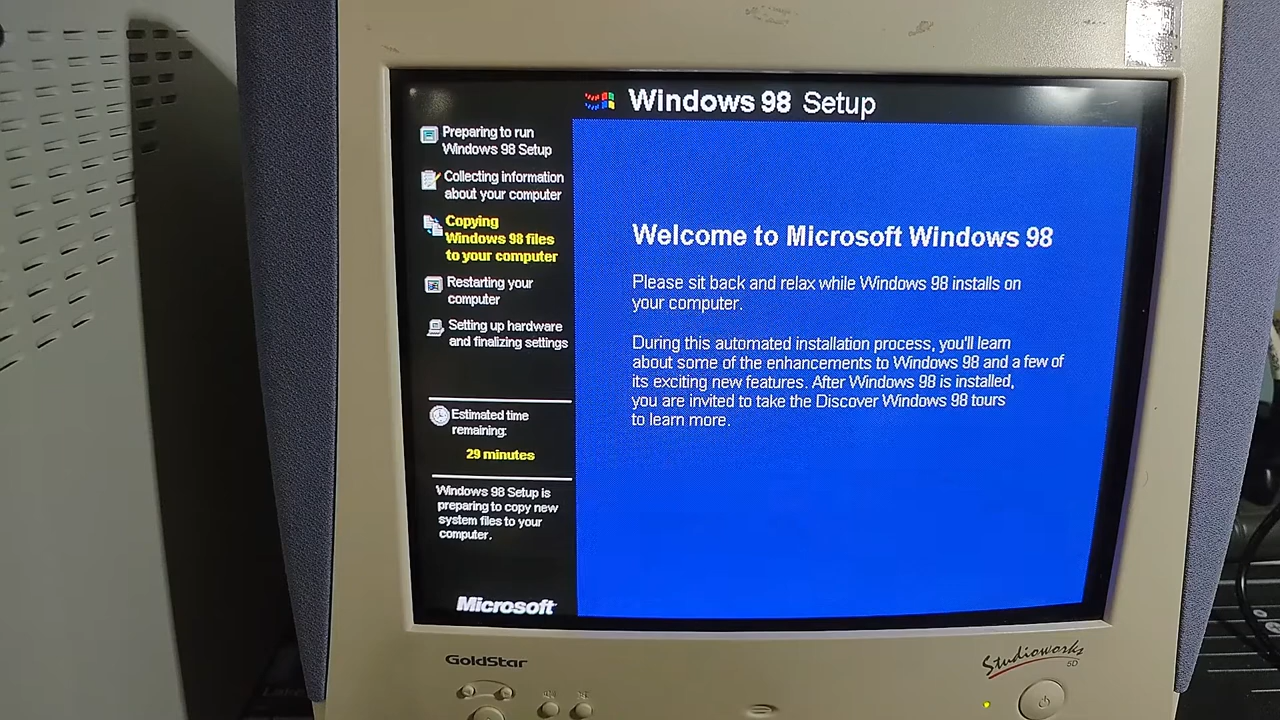 Windows 98 Setup
Preparing to run
Windows 98 Setup
Collecting information
about your computer
Copying
Windows 98 files
to your computer
Restarting your
computer
Setting up hardware
and finalizing settings
Estimated time
remaining:
29 minutes
Windows 98 Setup is
preparing to copy new
system files to your
computer.
Microsoft
Welcome to Microsoft Windows 98
Please sit back and relax while Windows 98 installs on
your computer.
During this automated installation process, you'll learn
about some of the enhancements to Windows 98 and a few of
its exciting new features. After Windows 98 is installed,
you are invited to take the Discover Windows 98 tours
to learn more.
GoldStar
Studioworks
5D